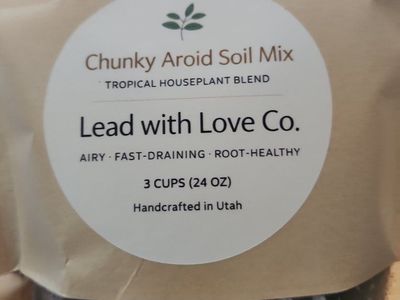 Chunky Aroid Soil Mix
TROPICAL HOUSEPLANT BLEND
Lead with Love Co.
AIRY · FAST-DRAINING · ROOT-HEALTHY
3 CUPS (24 OZ)
Handcrafted in Utah